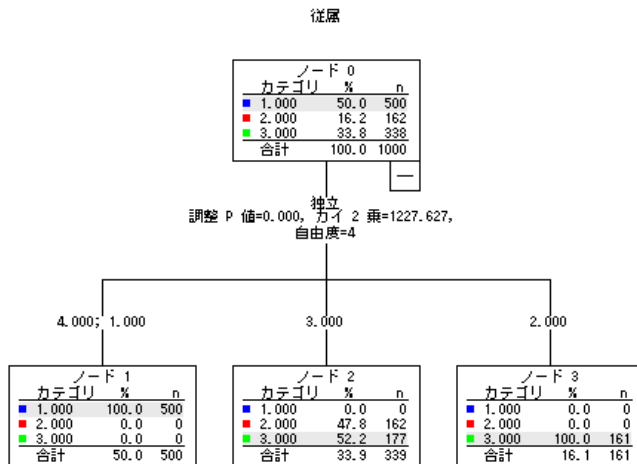 従属
ノード 0
カテゴリ % n
1.000 50.0 500
2.000 16.2 162
3.000 33.8 338
合計 100.0 1000
独立
調整 P 値=0.000, カイ 2 乗=1227.627,
自由度=4
4.000; 1.000
3.000
2.000
ノード 1
カテゴリ % n
1.000 100.0 500
2.000 0.0 0
3.000 0.0 0
合計 50.0 500
ノード 2
カテゴリ % n
1.000 0.0 0
2.000 47.8 162
3.000 52.2 177
合計 33.9 339
ノード 3
カテゴリ % n
1.000 0.0 0
2.000 0.0 0
3.000 100.0 161
合計 16.1 161